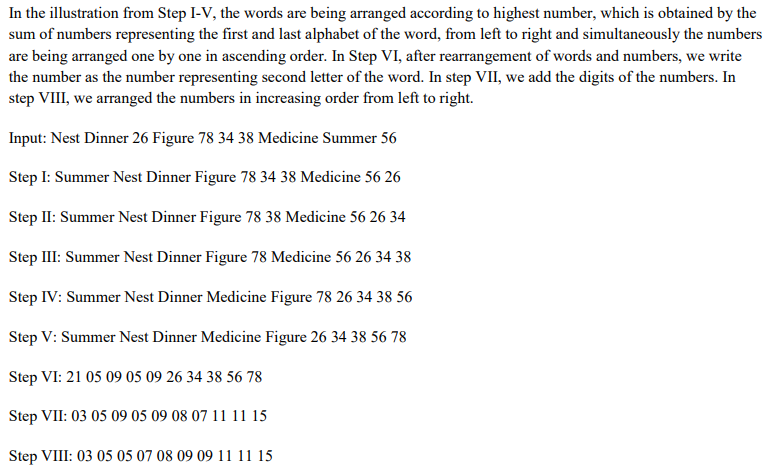 In the illustration from Step I-V, the words are being arranged according to highest number, which is obtained by the
sum of numbers representing the first and last alphabet of the word, from left to right and simultaneously the numbers
are being arranged one by one in ascending order. In Step VI, after rearrangement of words and numbers, we write
the number as the number representing second letter of the word. In step VII, we add the digits of the numbers. In
step VIII, we arranged the numbers in increasing order from left to right.
Input: Nest Dinner 26 Figure 78 34 38 Medicine Summer 56
Step I: Summer Nest Dinner Figure 78 34 38 Medicine 56 26
Step II: Summer Nest Dinner Figure 78 38 Medicine 56 26 34
Step III: Summer Nest Dinner Figure 78 Medicine 56 26 34 38
Step IV: Summer Nest Dinner Medicine Figure 78 26 34 38 56
Step V: Summer Nest Dinner Medicine Figure 26 34 38 56 78
Step VI: 21 05 09 05 09 26 34 38 56 78
Step VII: 03 05 09 05 09 08 07 11 11 15
Step VIII: 03 05 05 07 08 09 09 11 11 15